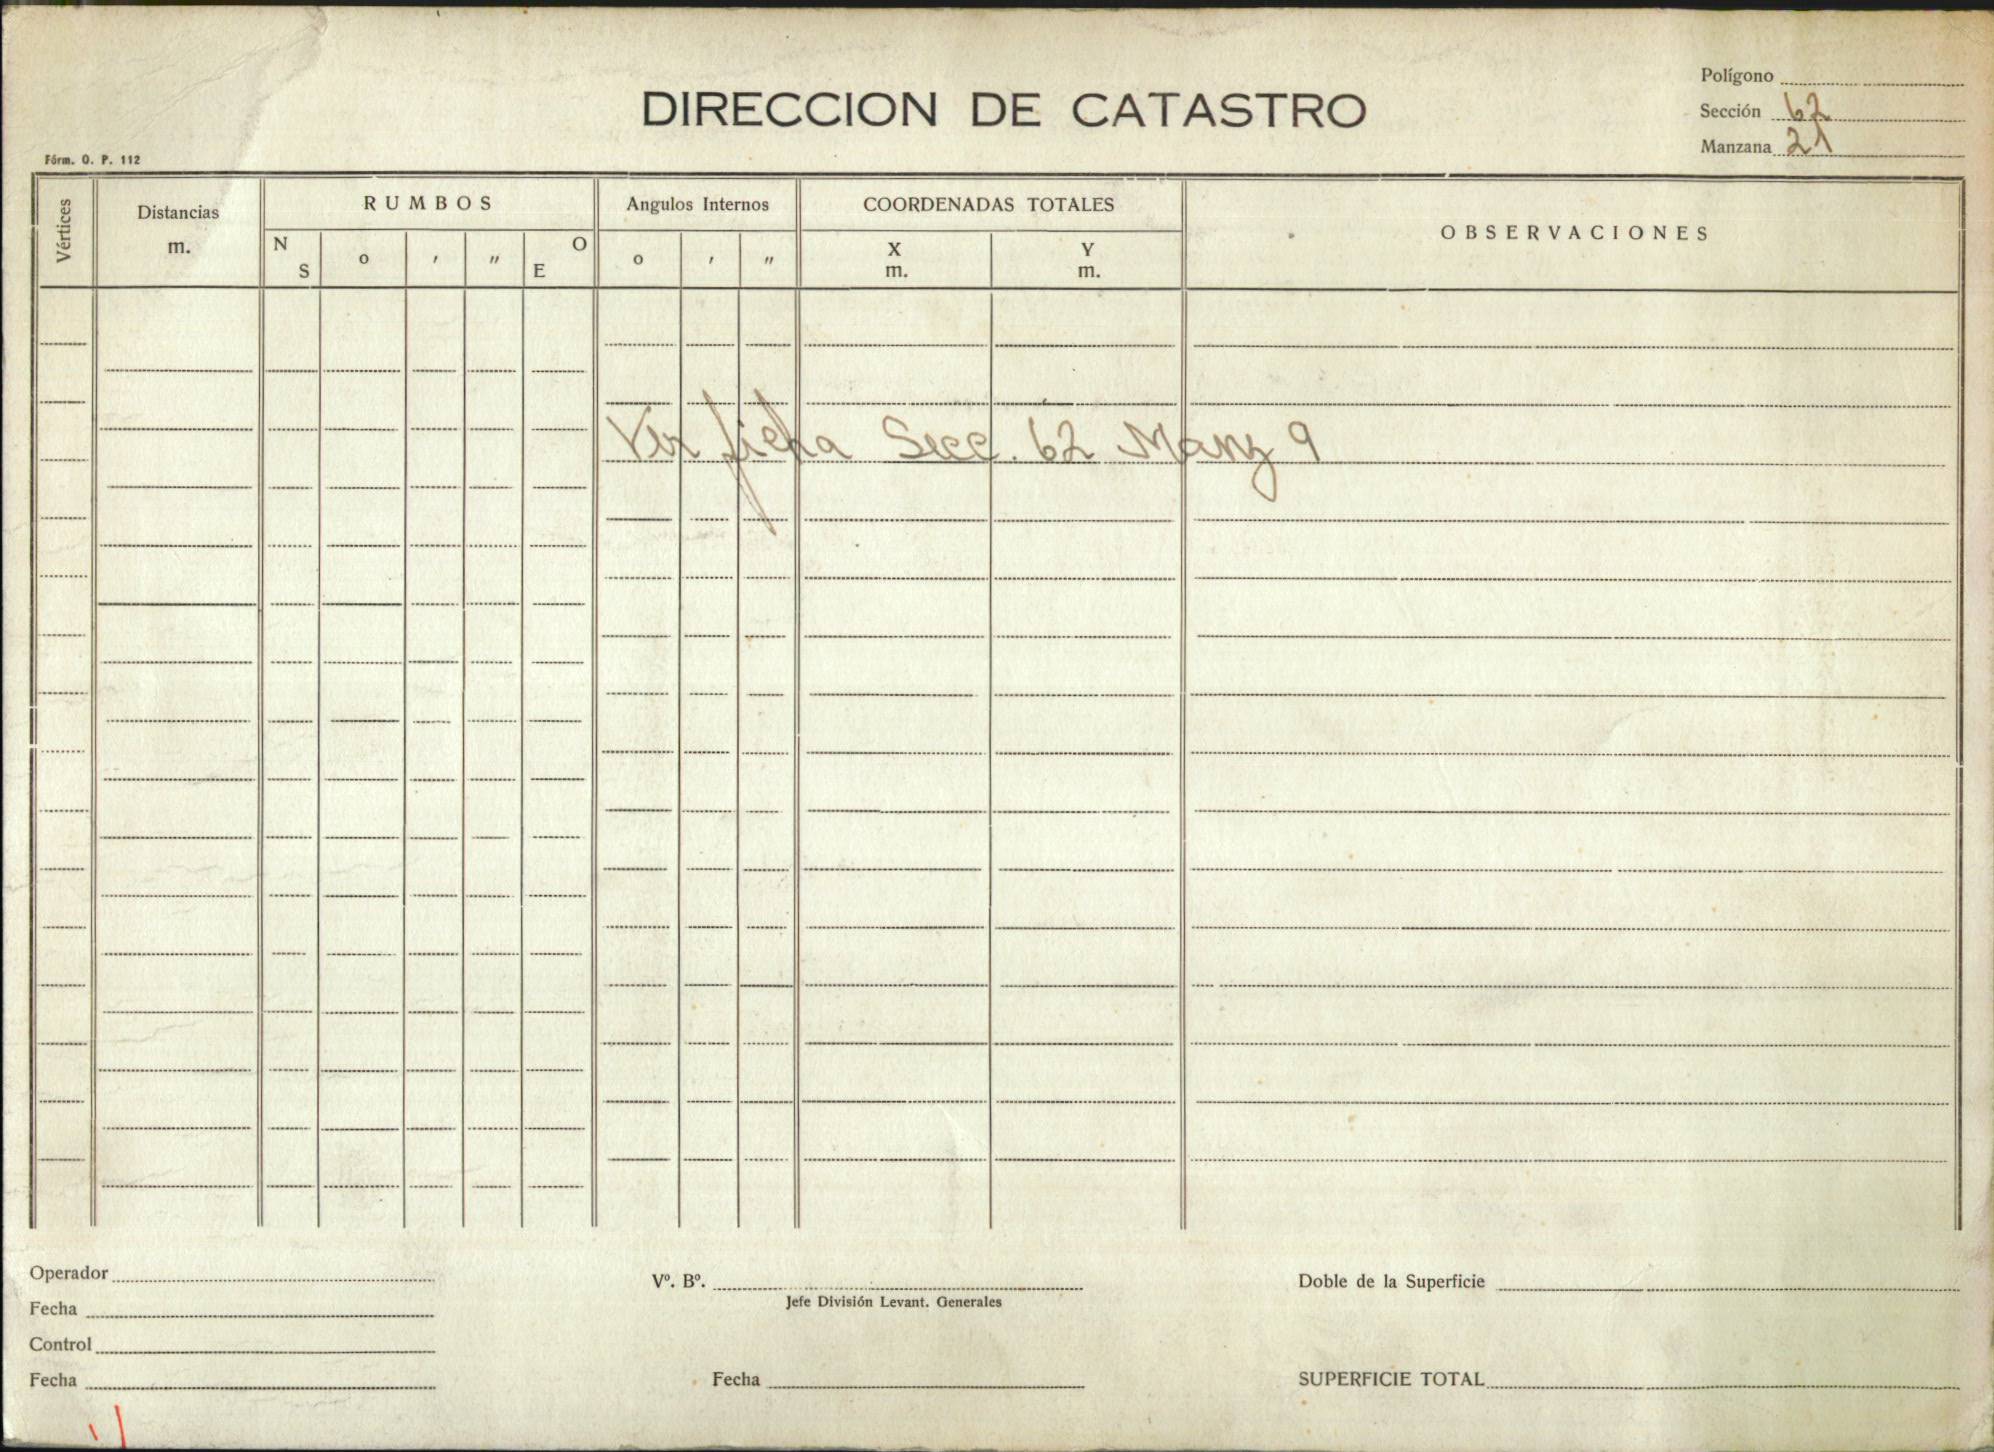 Polígono
DIRECCION DE CATASTRO
Sección 62
Manzana 21
Fórm. O. P. 112
Vértices
Distancias
m.
RUMBOS
N
S
o
'
"
O
E
Angulos Internos
o
'
"
COORDENADAS TOTALES
X
m.
Y
m.
OBSERVACIONES
Ver ficha Secc. 62 Manz 9
Operador
Fecha
Control
Fecha
Vº. Bº.
Jefe División Levant. Generales
Fecha
Doble de la Superficie
SUPERFICIE TOTAL